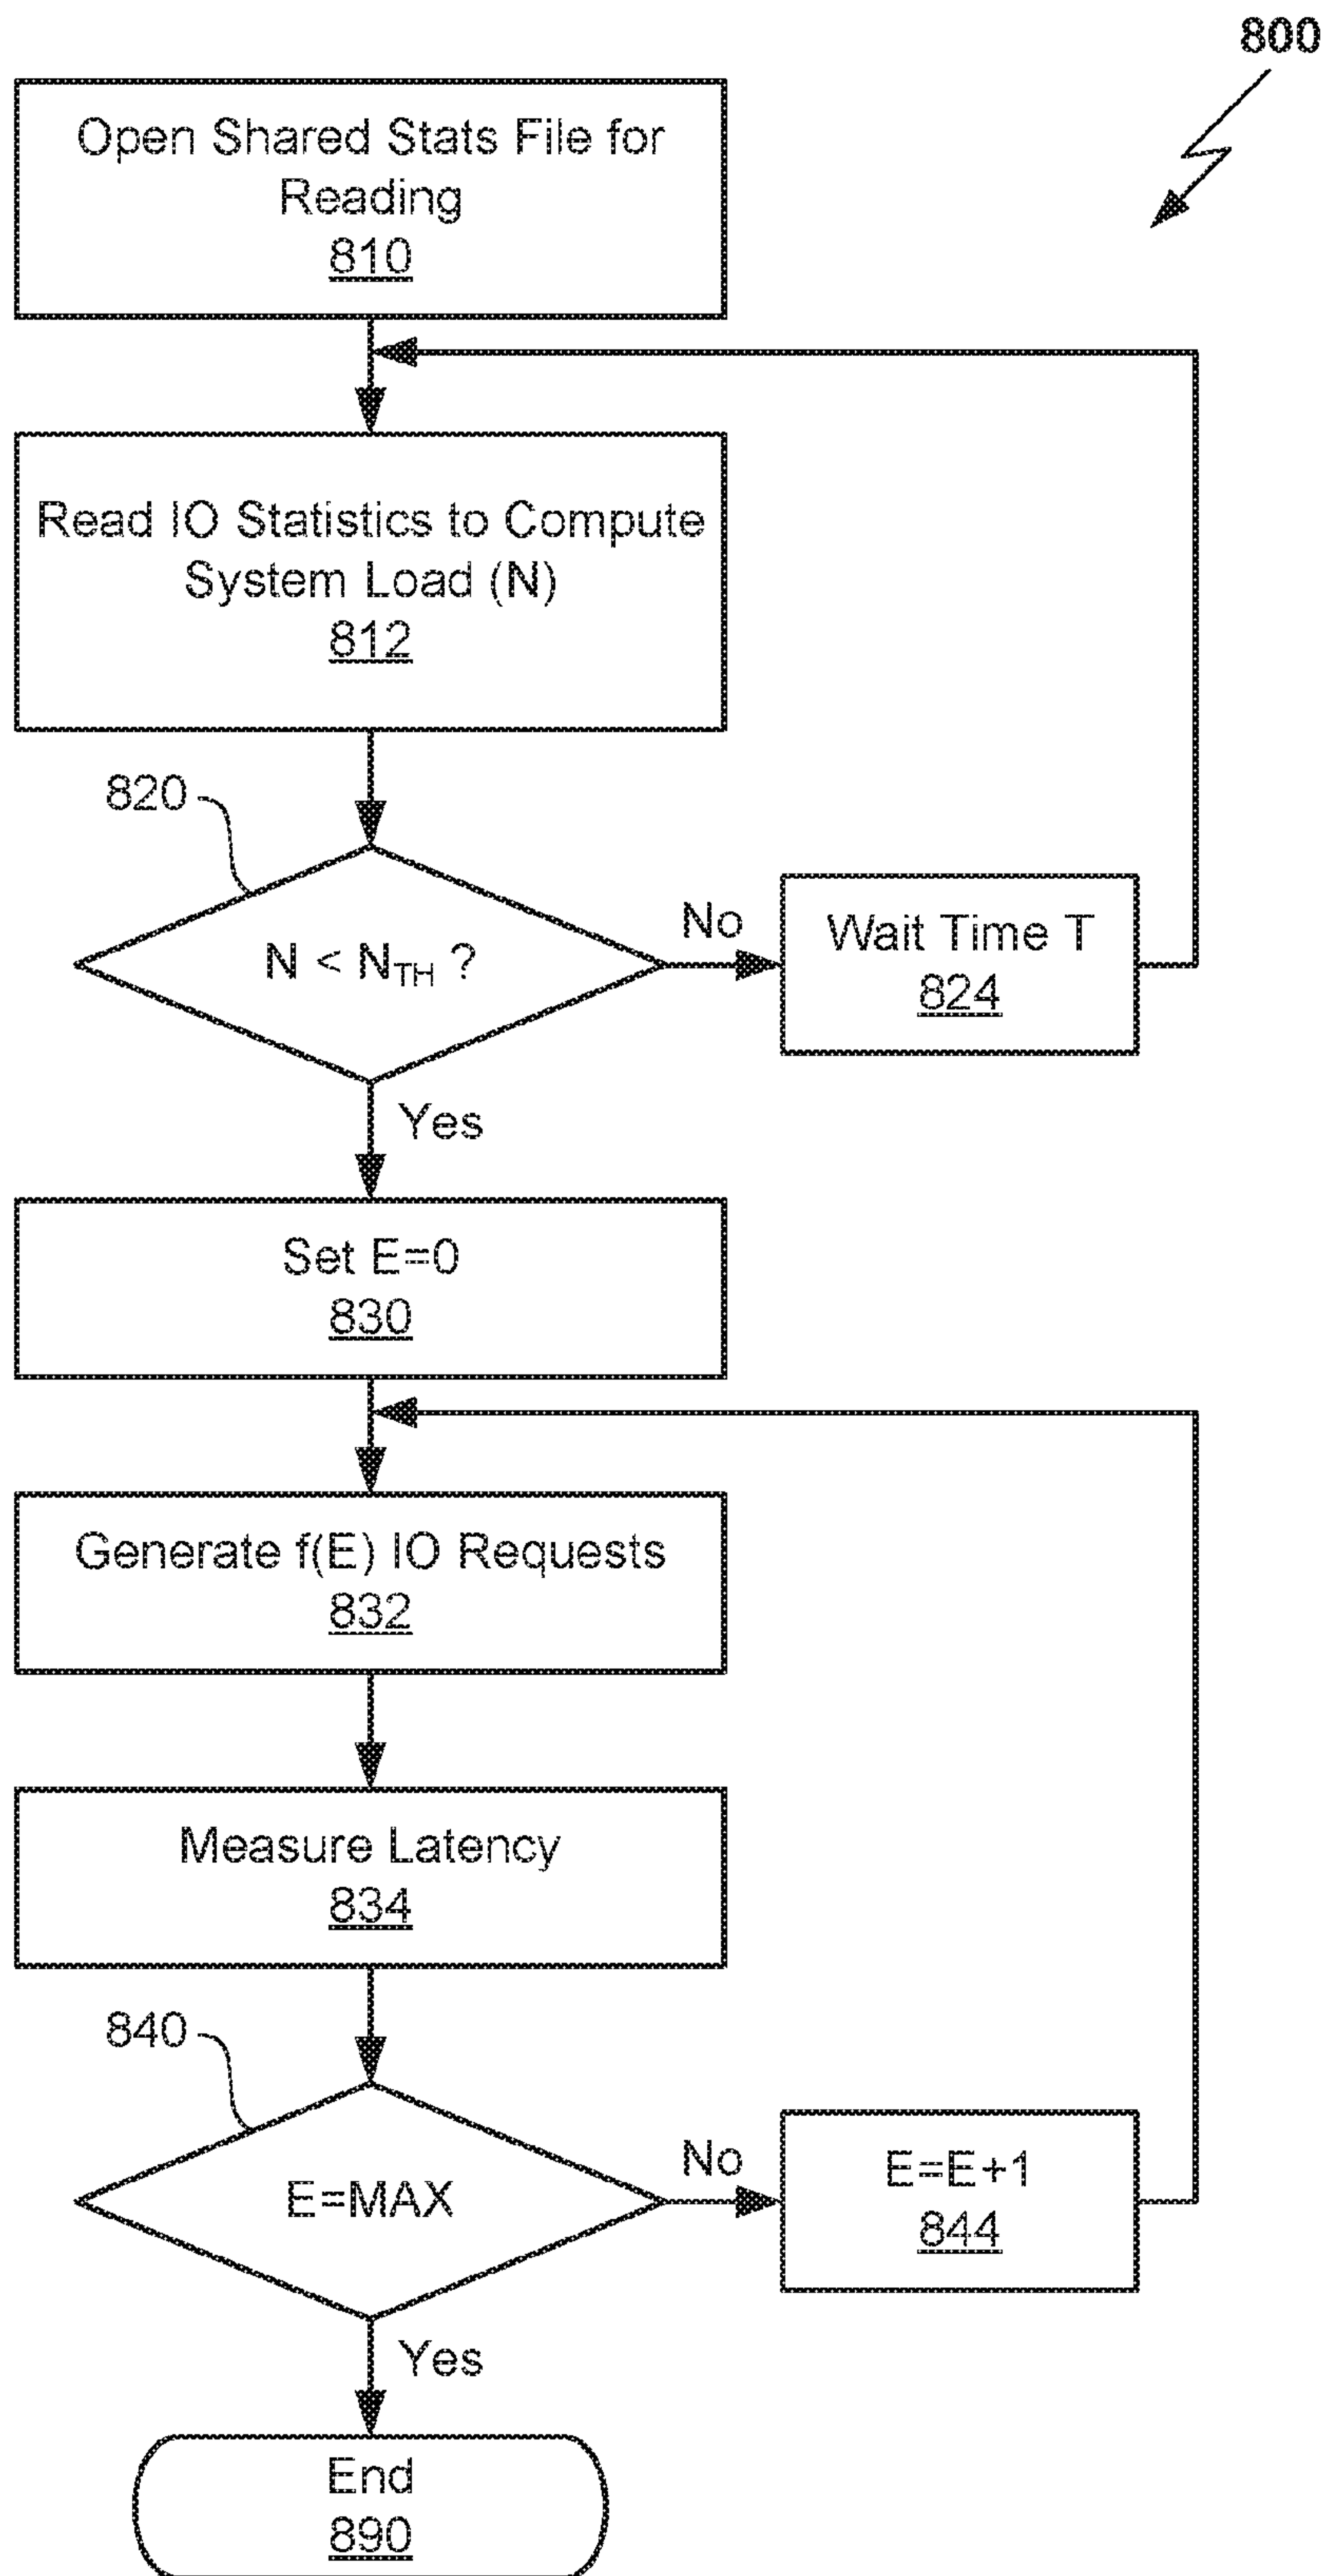 800
Open Shared Stats File for
Reading
810
Read IO Statistics to Compute
System Load (N)
812
820
N < N_TH ?
No
Wait Time T
824
Yes
Set E=0
830
Generate f(E) IO Requests
832
Measure Latency
834
840
E=MAX
No
E=E+1
844
Yes
End
890